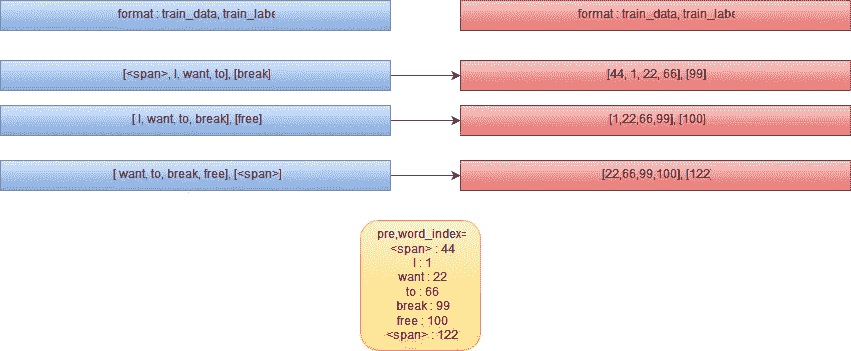 format : train_data, train_labe
format : train_data, train_labe
[<span>, I, want, to], [break]
[44, 1, 22, 66], [99]
[ I, want, to, break], [free]
[1,22,66,99], [100]
[ want, to, break, free], [<span>]
[22,66,99,100], [122
pre,word_index=
<span> : 44
I : 1
want : 22
to : 66
break : 99
free : 100
<span> : 122